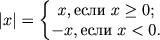 |x| = { x, если x ≥ 0;
−x, если x < 0.